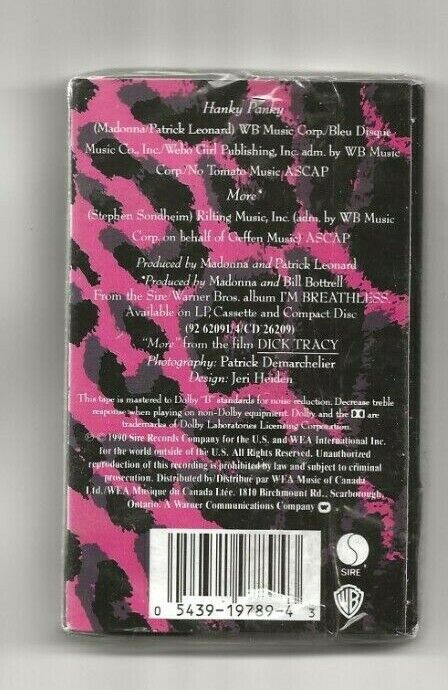 Hanky Panky
(Madonna/Patrick Leonard) WB Music Corp./Bleu Disque
Music Co., Inc./Webo Girl Publishing, Inc. adm. by WB Music
Corp./No Tomato Music ASCAP
More*
(Stephen Sondheim) Rilting Music, Inc. (adm. by WB Music
Corp. on behalf of Geffen Music) ASCAP
Produced by Madonna and Patrick Leonard
*Produced by Madonna and Bill Bottrell
From the Sire/Warner Bros. album I'M BREATHLESS
Available on LP, Cassette and Compact Disc
(92 62091/4/CD 26209)
"More" from the film DICK TRACY
Photography: Patrick Demarchelier
Design: Jeri Heiden
This tape is mastered to Dolby "B" standards for noise reduction. Decrease treble
response when playing on non-Dolby equipment. Dolby and the DD are
trademarks of Dolby Laboratories Licensing Corporation.
℗ © 1990 Sire Records Company for the U.S. and WEA International Inc.
for the world outside of the U.S. All Rights Reserved. Unauthorized
reproduction of this recording is prohibited by law and subject to criminal
prosecution. Distributed by/Distribué par WEA Music of Canada
Ltd./WEA Musique du Canada Ltée. 1810 Birchmount Rd., Scarborough,
Ontario. A Warner Communications Company
S
SIRE
WB
0 5439-19789-4 3